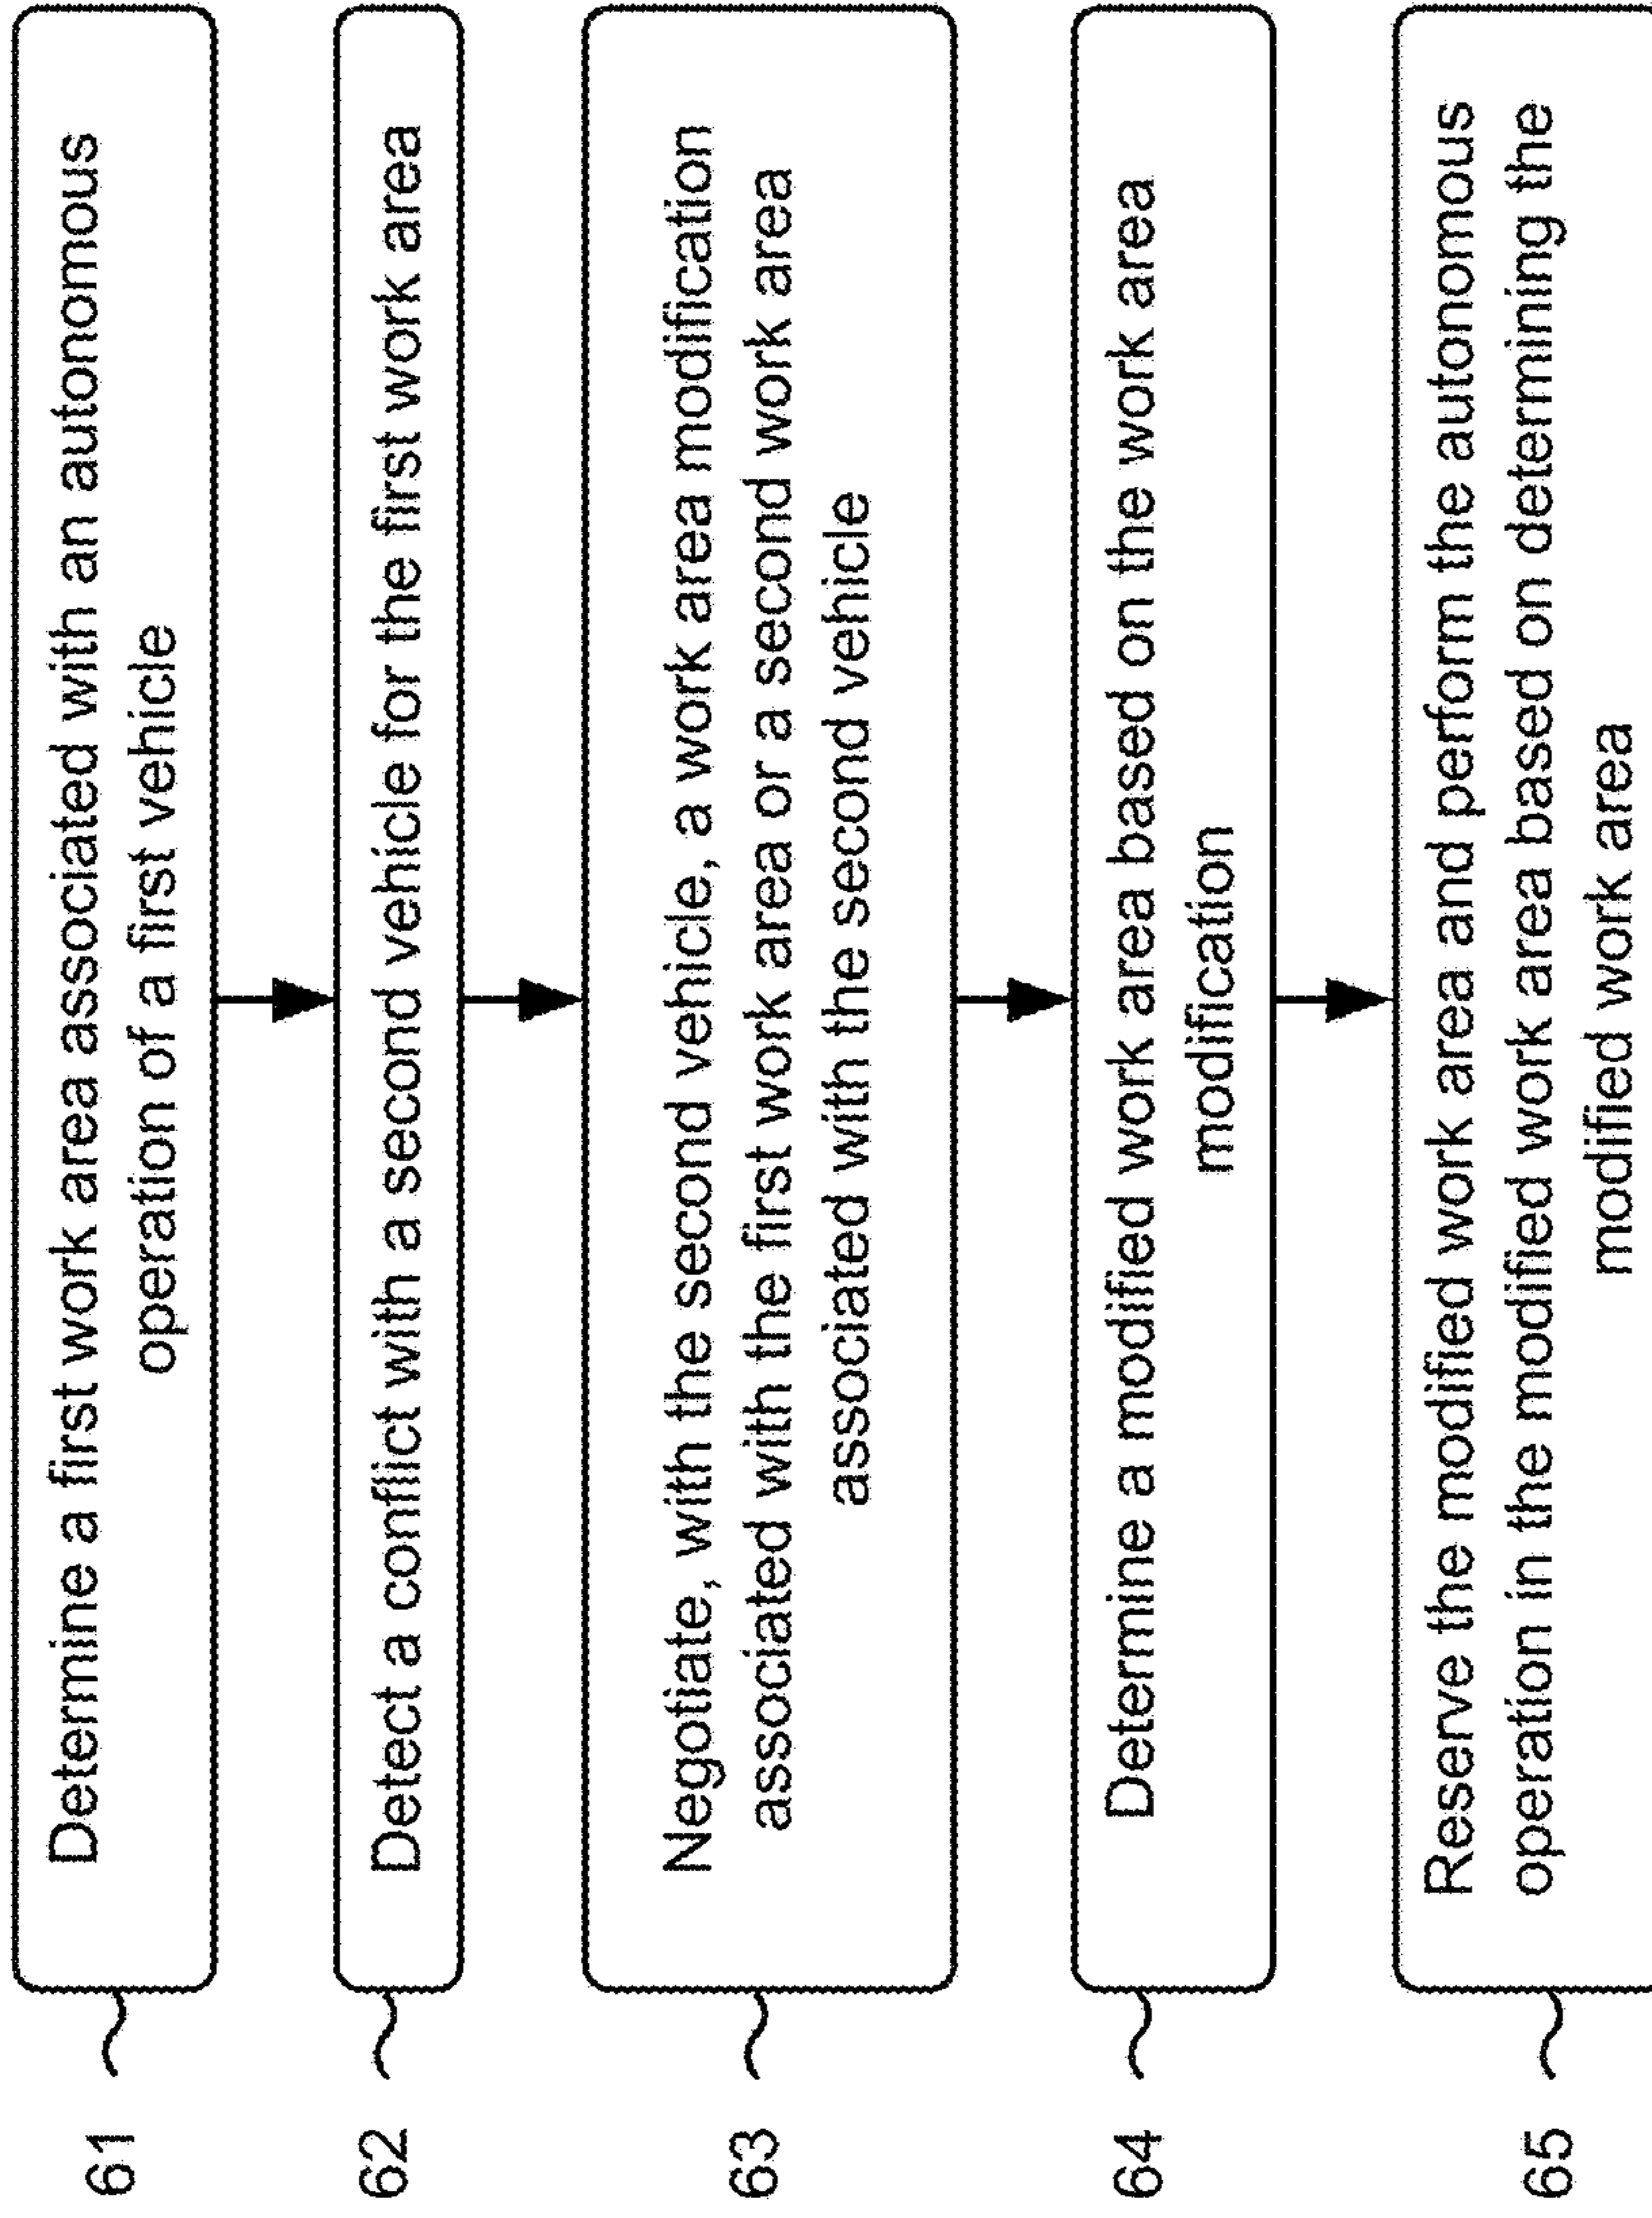 61
Determine a first work area associated with an autonomous
operation of a first vehicle
62
Detect a conflict with a second vehicle for the first work area
63
Negotiate, with the second vehicle, a work area modification
associated with the first work area or a second work area
associated with the second vehicle
64
Determine a modified work area based on the work area
modification
65
Reserve the modified work area and perform the autonomous
operation in the modified work area based on determining the
modified work area